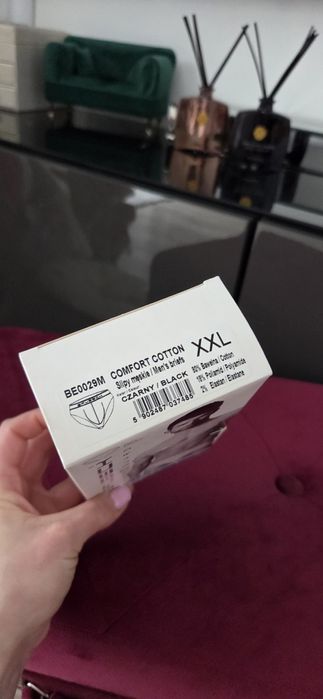 BE0029M COMFORT COTTON
Slipy męskie / Men's briefs
CZARNY / BLACK
5 902487 037485
XXL
80% Bawełna / Cotton
18% Poliamid / Polyamide
2% Elastan / Elastane